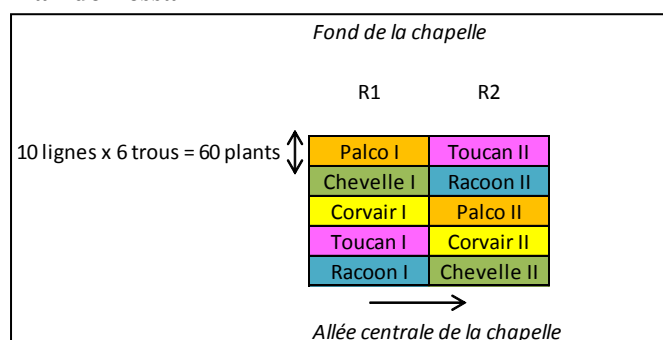 Fond de la chapelle
R1 R2
10 lignes x 6 trous = 60 plants
Palco I Toucan II
Chevelle I Racoon II
Corvair I Palco II
Toucan I Corvair II
Racoon I Chevelle II
Allée centrale de la chapelle